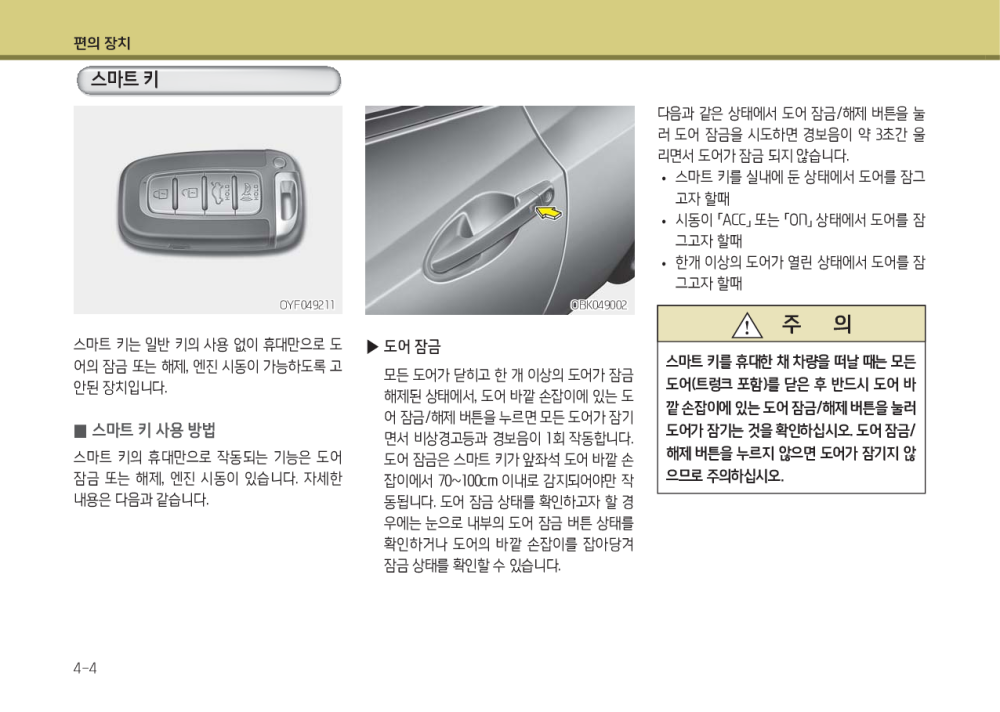 편의 장치
스마트 키
OYF049211
스마트 키는 일반 키의 사용 없이 휴대만으로 도
어의 잠금 또는 해제, 엔진 시동이 가능하도록 고
안된 장치입니다.
■ 스마트 키 사용 방법
스마트 키의 휴대만으로 작동되는 기능은 도어
잠금 또는 해제, 엔진 시동이 있습니다. 자세한
내용은 다음과 같습니다.
OBK049002
▶ 도어 잠금
모든 도어가 닫히고 한 개 이상의 도어가 잠금
해제된 상태에서, 도어 바깥 손잡이에 있는 도
어 잠금/해제 버튼을 누르면 모든 도어가 잠기
면서 비상경고등과 경보음이 1회 작동합니다.
도어 잠금은 스마트 키가 앞좌석 도어 바깥 손
잡이에서 70~100cm 이내로 감지되어야만 작
동됩니다. 도어 잠금 상태를 확인하고자 할 경
우에는 눈으로 내부의 도어 잠금 버튼 상태를
확인하거나 도어의 바깥 손잡이를 잡아당겨
잠금 상태를 확인할 수 있습니다.
다음과 같은 상태에서 도어 잠금/해제 버튼을 눌
러 도어 잠금을 시도하면 경보음이 약 3초간 울
리면서 도어가 잠금 되지 않습니다.
• 스마트 키를 실내에 둔 상태에서 도어를 잠그
고자 할때
• 시동이 「ACC」 또는 「ON」 상태에서 도어를 잠
그고자 할때
• 한개 이상의 도어가 열린 상태에서 도어를 잠
그고자 할때
주 의
스마트 키를 휴대한 채 차량을 떠날 때는 모든
도어(트렁크 포함)를 닫은 후 반드시 도어 바
깥 손잡이에 있는 도어 잠금/해제 버튼을 눌러
도어가 잠기는 것을 확인하십시오. 도어 잠금/
해제 버튼을 누르지 않으면 도어가 잠기지 않
으므로 주의하십시오.
4-4
HOLD
HOLD